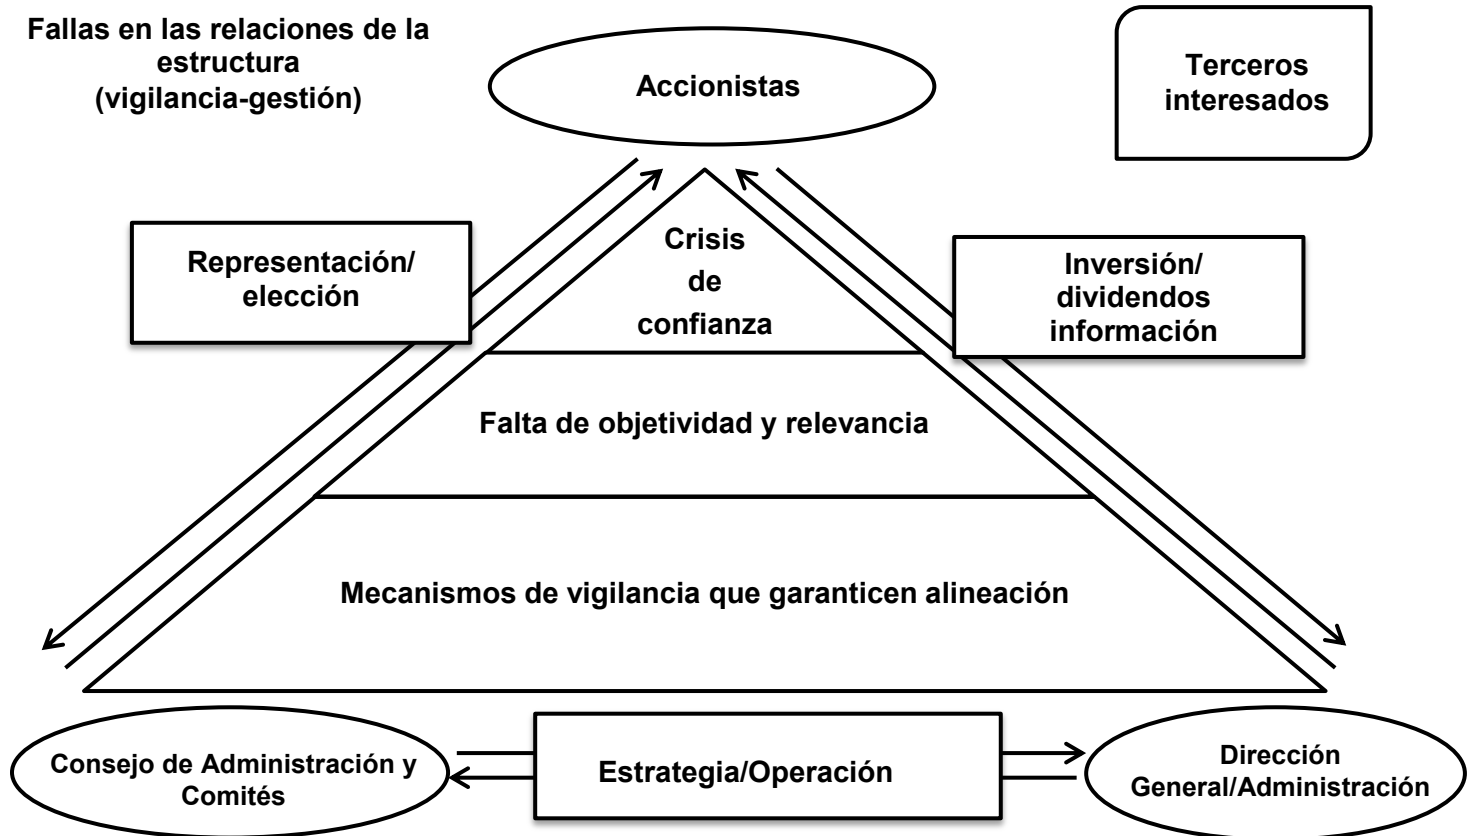 Fallas en las relaciones de la
estructura
(vigilancia-gestión)
Accionistas
Terceros
interesados
Representación/
elección
Crisis
de
confianza
Inversión/
dividendos
información
Falta de objetividad y relevancia
Mecanismos de vigilancia que garanticen alineación
Consejo de Administración y
Comités
Estrategia/Operación
Dirección
General/Administración